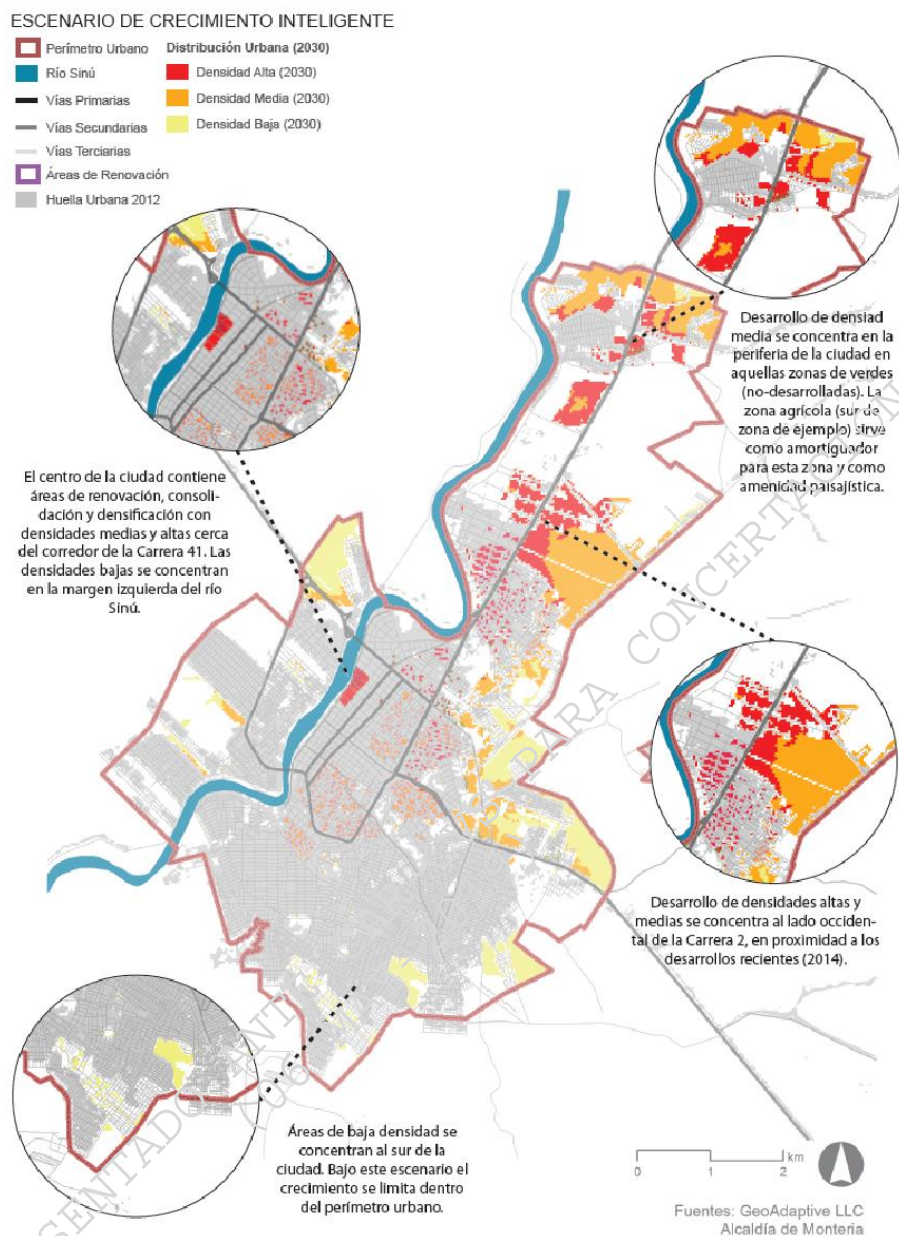 ESCENARIO DE CRECIMIENTO INTELIGENTE
Perímetro Urbano
Río Sinú
Vías Primarias
Vías Secundarias
Vías Terciarias
Áreas de Renovación
Huella Urbana 2012
Distribución Urbana (2030)
Densidad Alta (2030)
Densidad Media (2030)
Densidad Baja (2030)
Desarrollo de densiad
media se concentra en la
periferia de la ciudad en
aquellas zonas de verdes
(no-desarrolladas). La
zona agrícola (sur de
zona de ejemplo) sirve
como amortiguador
para esta zona y como
amenidad paisajística.
El centro de la ciudad contiene
áreas de renovación, consoli-
dación y densificación con
densidades medias y altas cerca
del corredor de la Carrera 41. Las
densidades bajas se concentran
en la margen izquierda del río
Sinú.
Desarrollo de densidades altas y
medias se concentra al lado occiden-
tal de la Carrera 2, en proximidad a los
desarrollos recientes (2014).
Áreas de baja densidad se
concentran al sur de la
ciudad. Bajo este escenario el
crecimiento se limita dentro
del perímetro urbano.
0 1 2 km
Fuentes: GeoAdaptive LLC
Alcaldía de Monteria
PARA CONCERTACIÓN